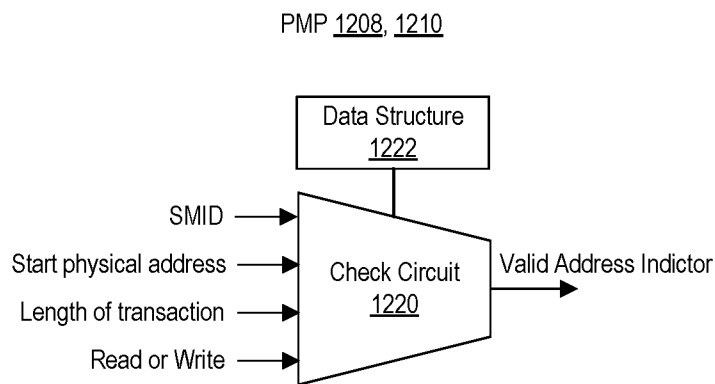 PMP 1208, 1210
Data Structure
1222
SMID
Start physical address
Length of transaction
Read or Write
Check Circuit
1220
Valid Address Indictor